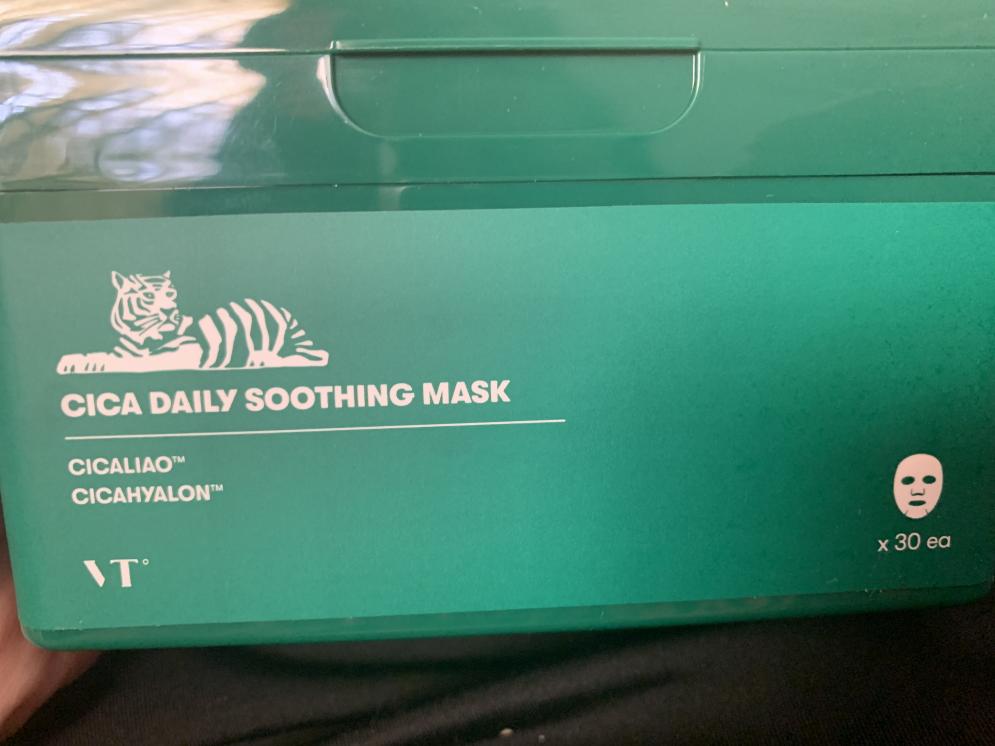 CICA DAILY SOOTHING MASK
CICALIAO™
CICAHYALON™
VT°
x 30 ea